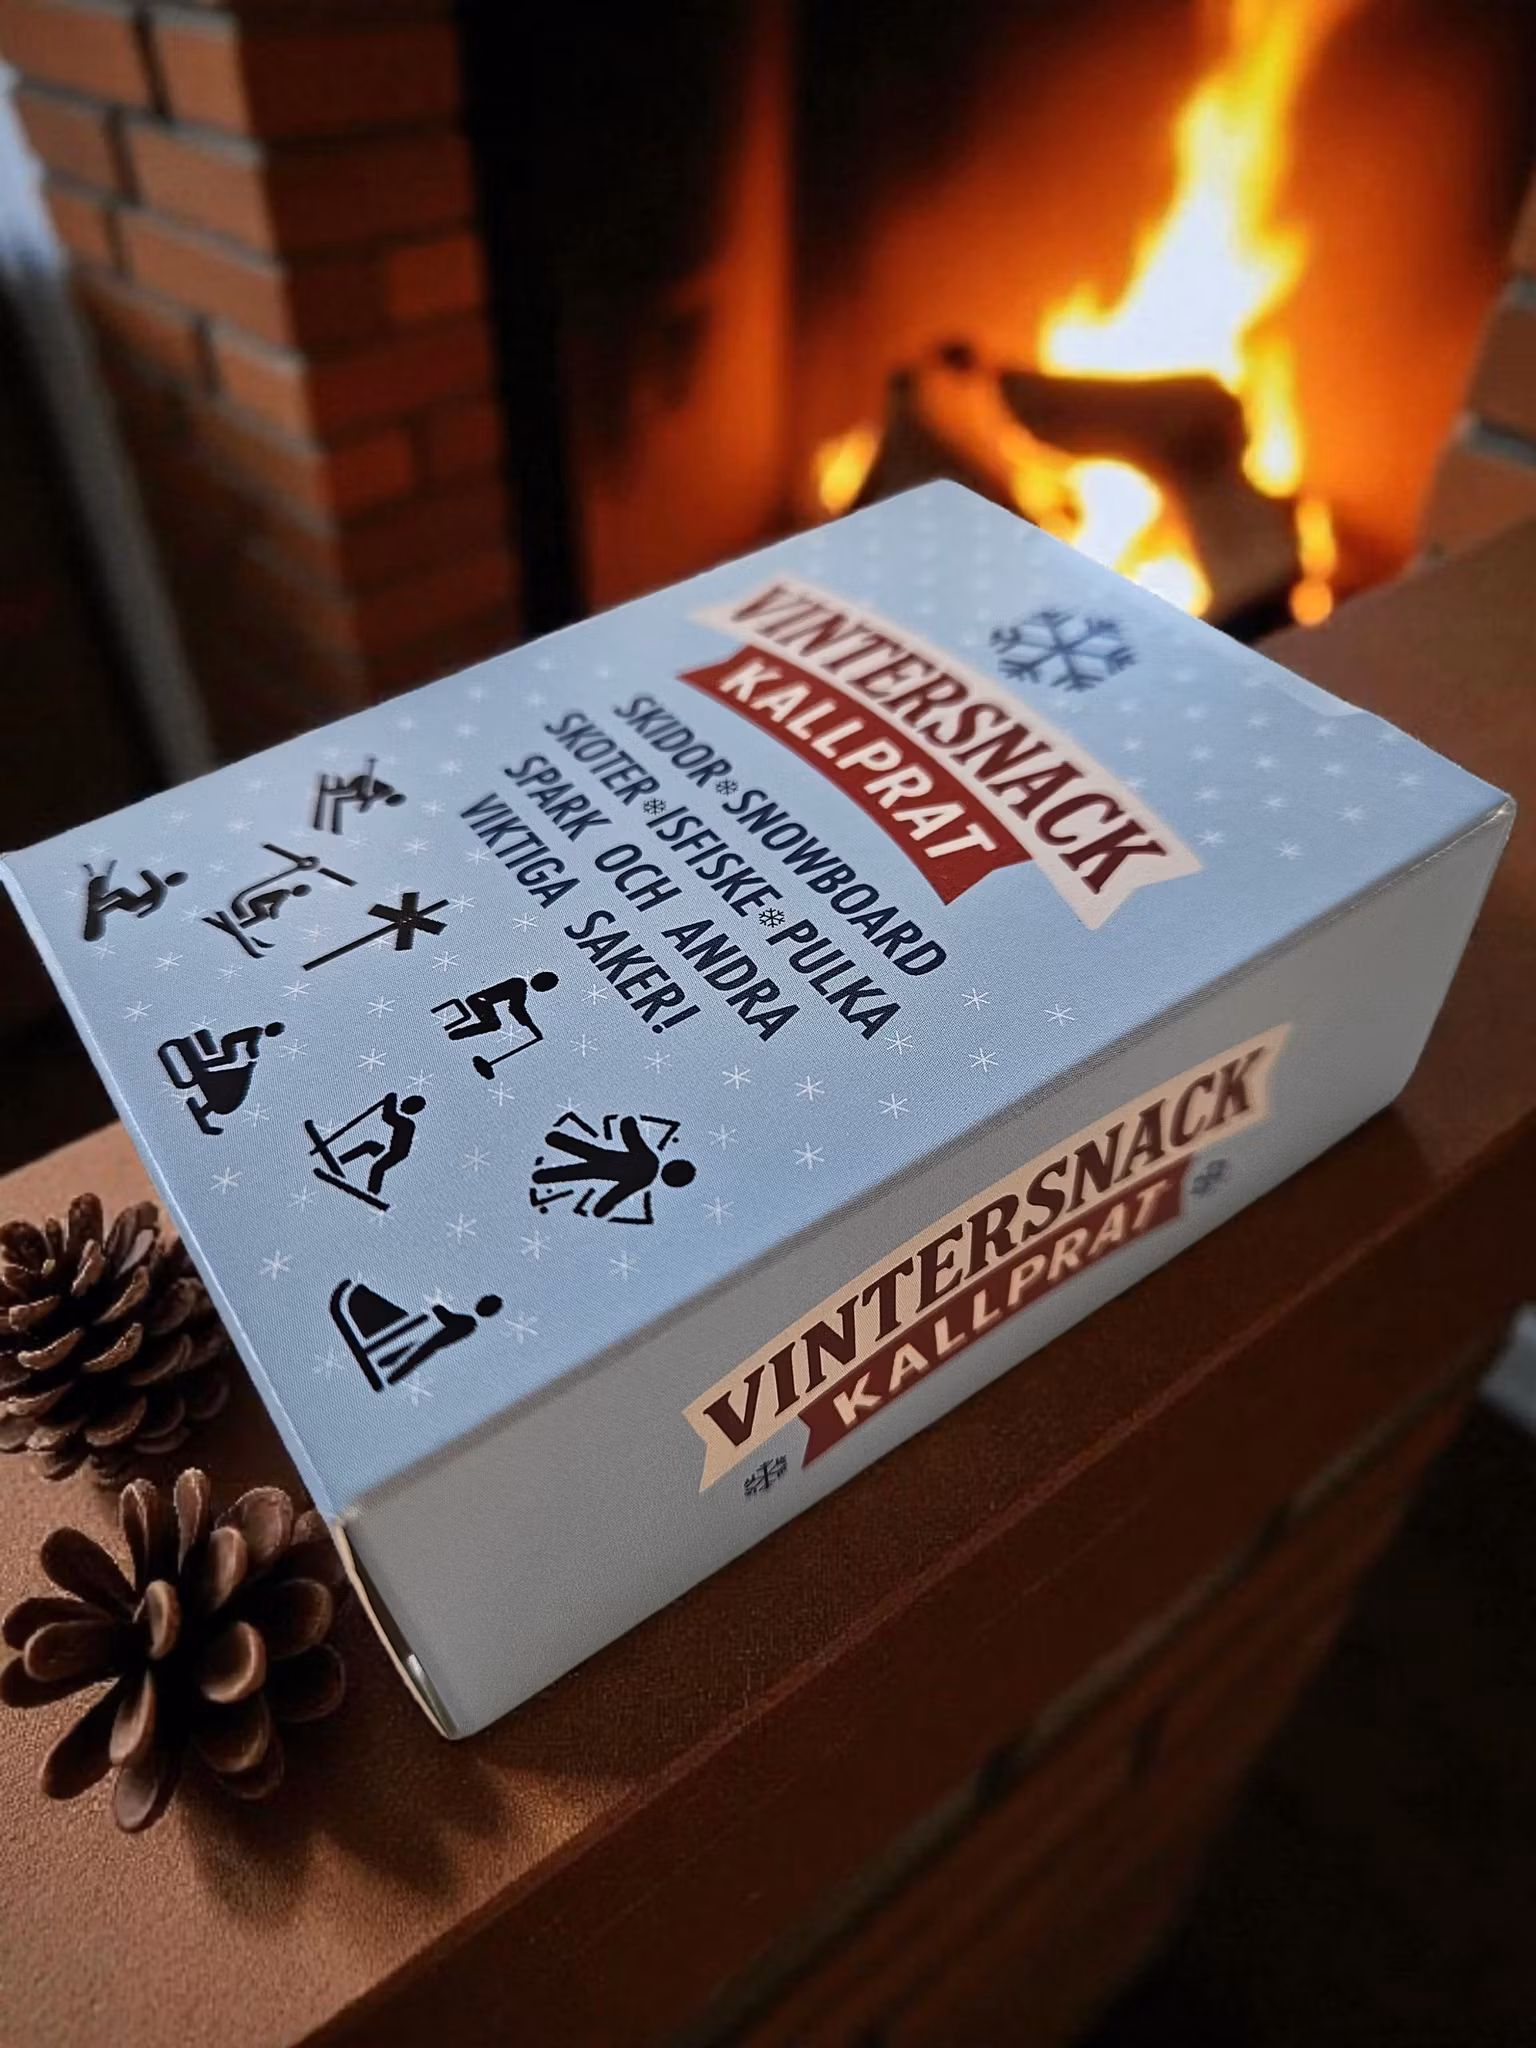 VINTERSNACK
KALLPRAT
SKIDOR SNOWBOARD
SKOTER ISFISKE PULKA
SPARK OCH ANDRA
VIKTIGA SAKER!
VINTERSNACK
KALLPRAT